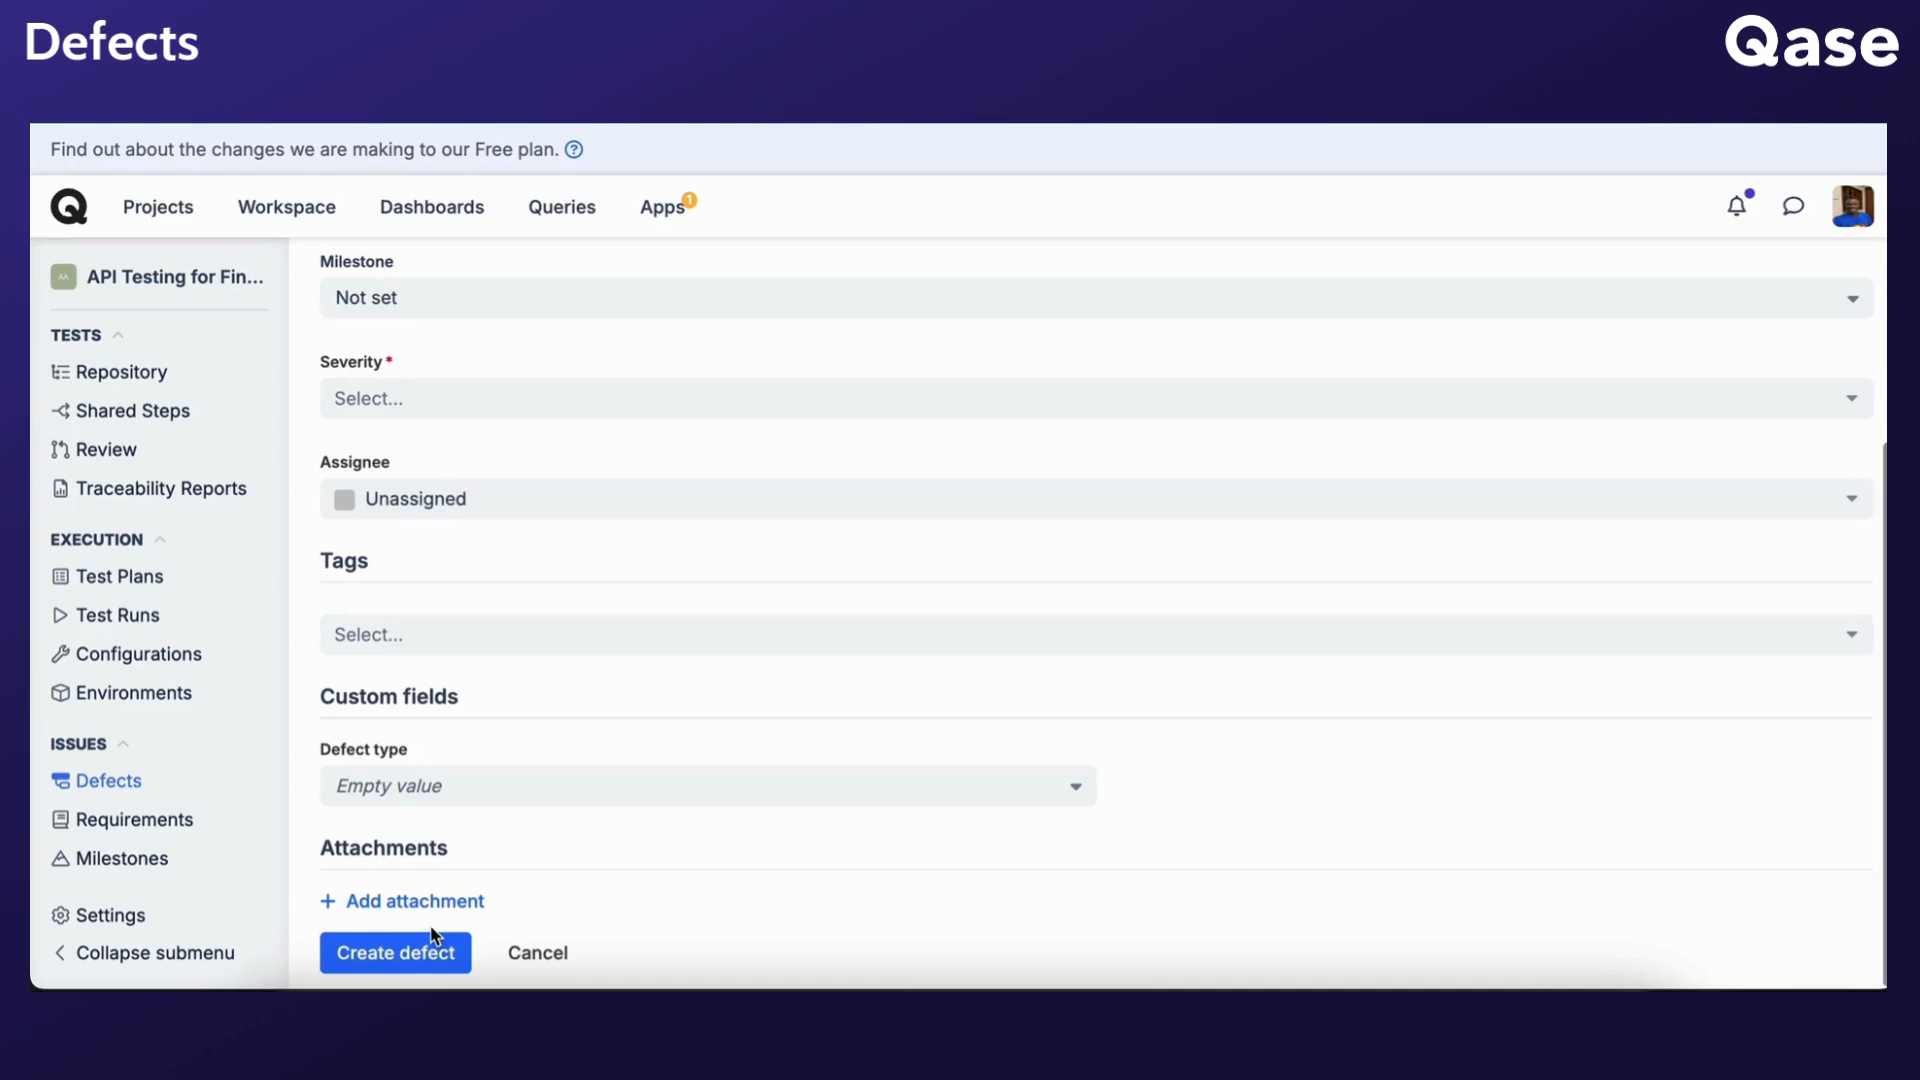 Defects
Qase
Find out about the changes we are making to our Free plan.
Projects
Workspace
Dashboards
Queries
Apps
1
API Testing for Fin...
TESTS
Repository
Shared Steps
Review
Traceability Reports
EXECUTION
Test Plans
Test Runs
Configurations
Environments
ISSUES
Defects
Requirements
Milestones
Settings
Collapse submenu
Milestone
Not set
Severity*
Select...
Assignee
Unassigned
Tags
Select...
Custom fields
Defect type
Empty value
Attachments
+ Add attachment
Create defect
Cancel